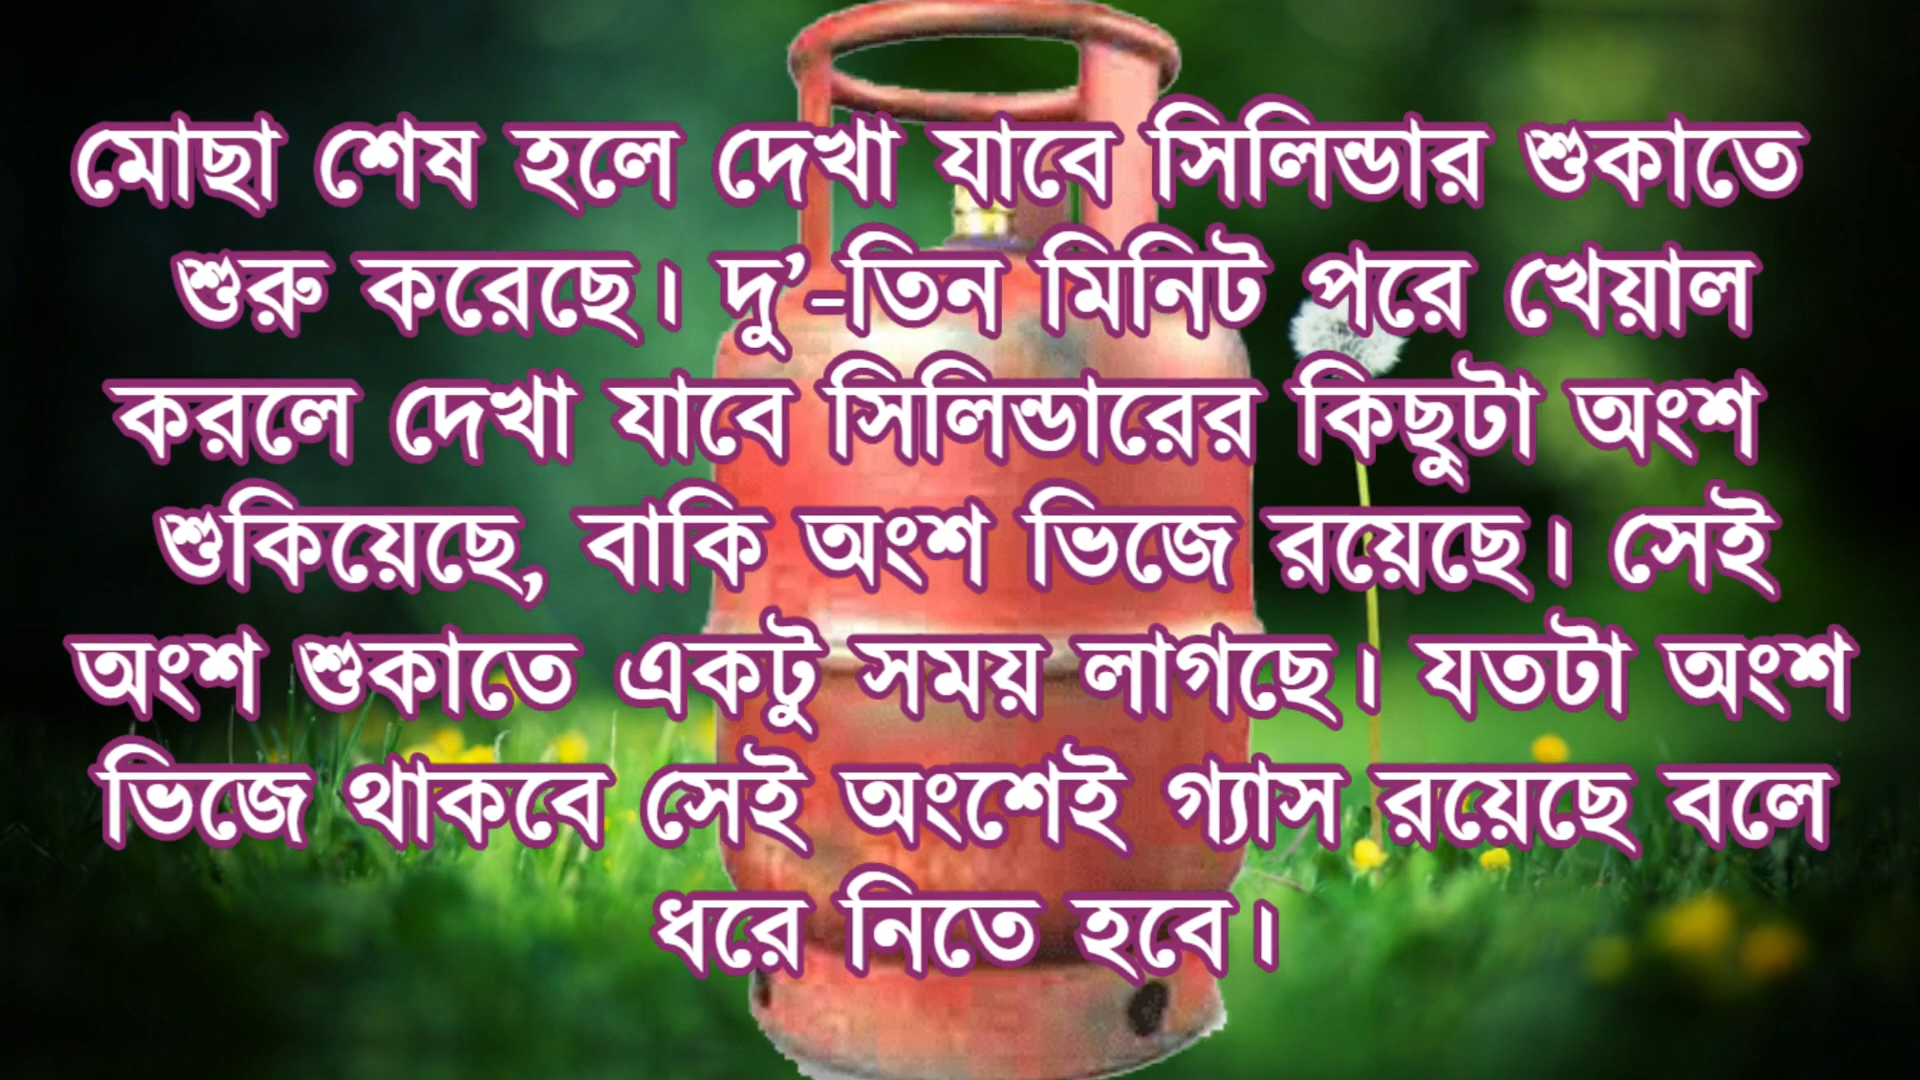 মোছা শেষ হলে দেখা যাবে সিলিন্ডার শুকাতে
শুরু করেছে। দু’-তিন মিনিট পরে খেয়াল
করলে দেখা যাবে সিলিন্ডারের কিছুটা অংশ
শুকিয়েছে, বাকি অংশ ভিজে রয়েছে। সেই
অংশ শুকাতে একটু সময় লাগছে। যতটা অংশ
ভিজে থাকবে সেই অংশেই গ্যাস রয়েছে বলে
ধরে নিতে হবে।